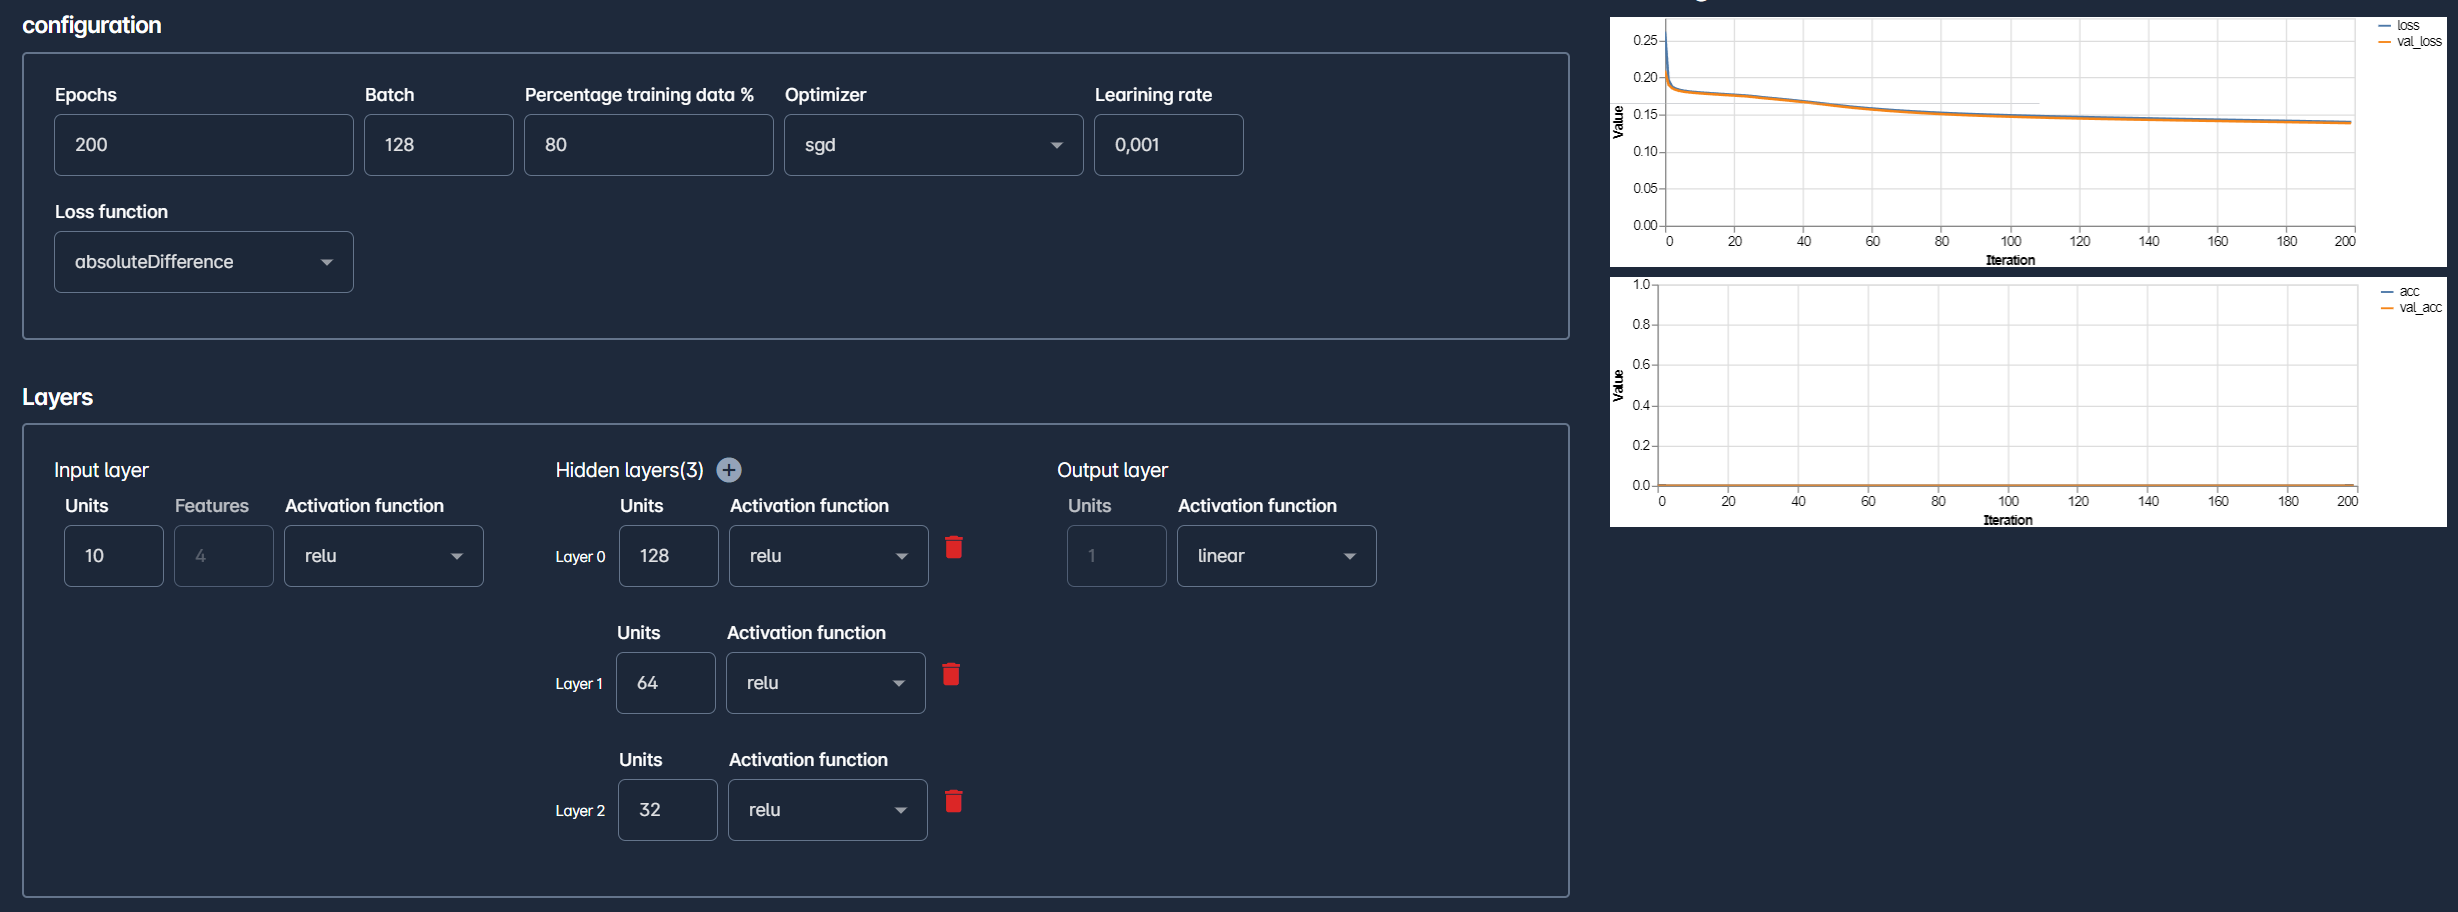 configuration
Epochs
Batch
Percentage training data %
Optimizer
Learining rate
200
128
80
sgd
0,001
Loss function
absoluteDifference
Layers
Input layer
Units
Features
Activation function
10
4
relu
Hidden layers(3)
Units
Activation function
Layer 0
128
relu
Units
Activation function
Layer 1
64
relu
Units
Activation function
Layer 2
32
relu
Output layer
Units
Activation function
1
linear
loss
val_loss
Value
0.25
0.20
0.15
0.10
0.05
0.00
0 20 40 60 80 100 120 140 160 180 200
Iteration
acc
val_acc
Value
1.0
0.8
0.6
0.4
0.2
0.0
0 20 40 60 80 100 120 140 160 180 200
Iteration